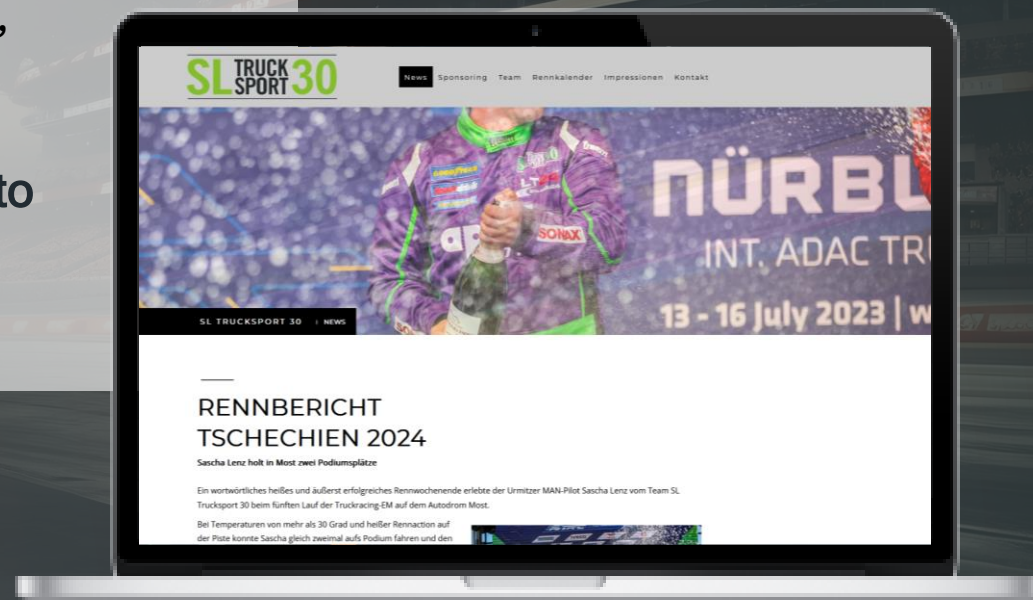 ,
to
SL TRUCK SPORT 30
News Sponsoring Team Rennkalender Impressionen Kontakt
GOODYEAR
SONAX
NÜRBU
INT. ADAC TR
13 - 16 July 2023 | w
SL TRUCKSPORT 30 | NEWS
RENNBERICHT
TSCHECHIEN 2024
Sascha Lenz holt in Most zwei Podiumsplätze
Ein wortwörtliches heißes und äußerst erfolgreiches Rennwochenende erlebte der Urmitzer MAN-Pilot Sascha Lenz vom Team SL
Trucksport 30 beim fünften Lauf der Truckracing-EM auf dem Autodrom Most.
Bei Temperaturen von mehr als 30 Grad und heißer Rennaction auf
der Piste konnte Sascha gleich zweimal aufs Podium fahren und den